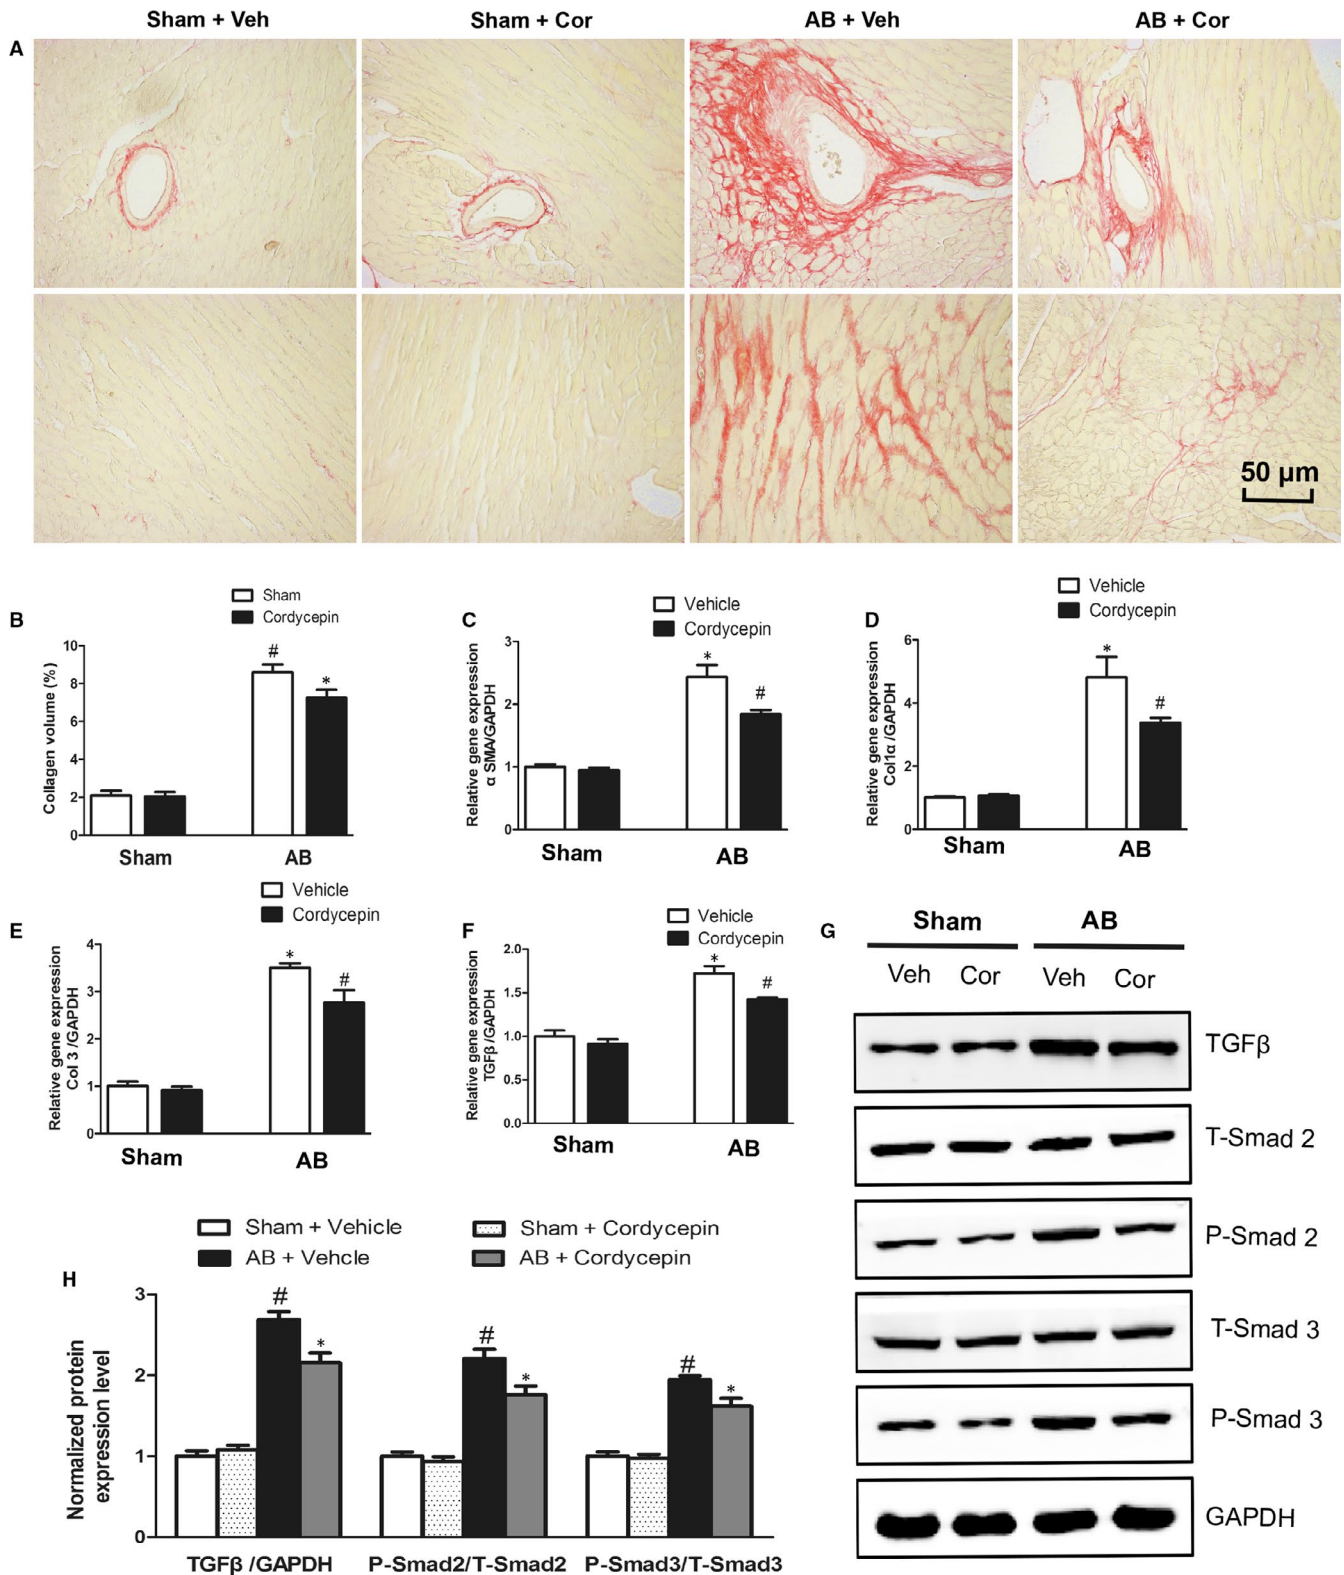 Sham + Veh
Sham + Cor
AB + Veh
AB + Cor
A
50 µm
B
Sham
Cordycepin
Collagen volume (%)
10
8
6
4
2
0
#
*
Sham
AB
C
Vehicle
Cordycepin
Relative gene expression
α SMA/GAPDH
3
2
1
0
*
#
Sham
AB
D
Vehicle
Cordycepin
Relative gene expression
Col1α /GAPDH
6
4
2
0
*
#
Sham
AB
E
Vehicle
Cordycepin
Relative gene expression
Col 3 /GAPDH
4
3
2
1
0
*
#
Sham
AB
F
Vehicle
Cordycepin
Relative gene expression
TGFβ /GAPDH
2.0
1.5
1.0
0.5
0.0
*
#
Sham
AB
G
Sham
AB
Veh
Cor
Veh
Cor
TGFβ
T-Smad 2
P-Smad 2
T-Smad 3
P-Smad 3
GAPDH
H
Sham + Vehicle
Sham + Cordycepin
AB + Vehcle
AB + Cordycepin
Normalized protein
expression level
3
2
1
0
#
*
#
*
#
*
TGFβ /GAPDH
P-Smad2/T-Smad2
P-Smad3/T-Smad3